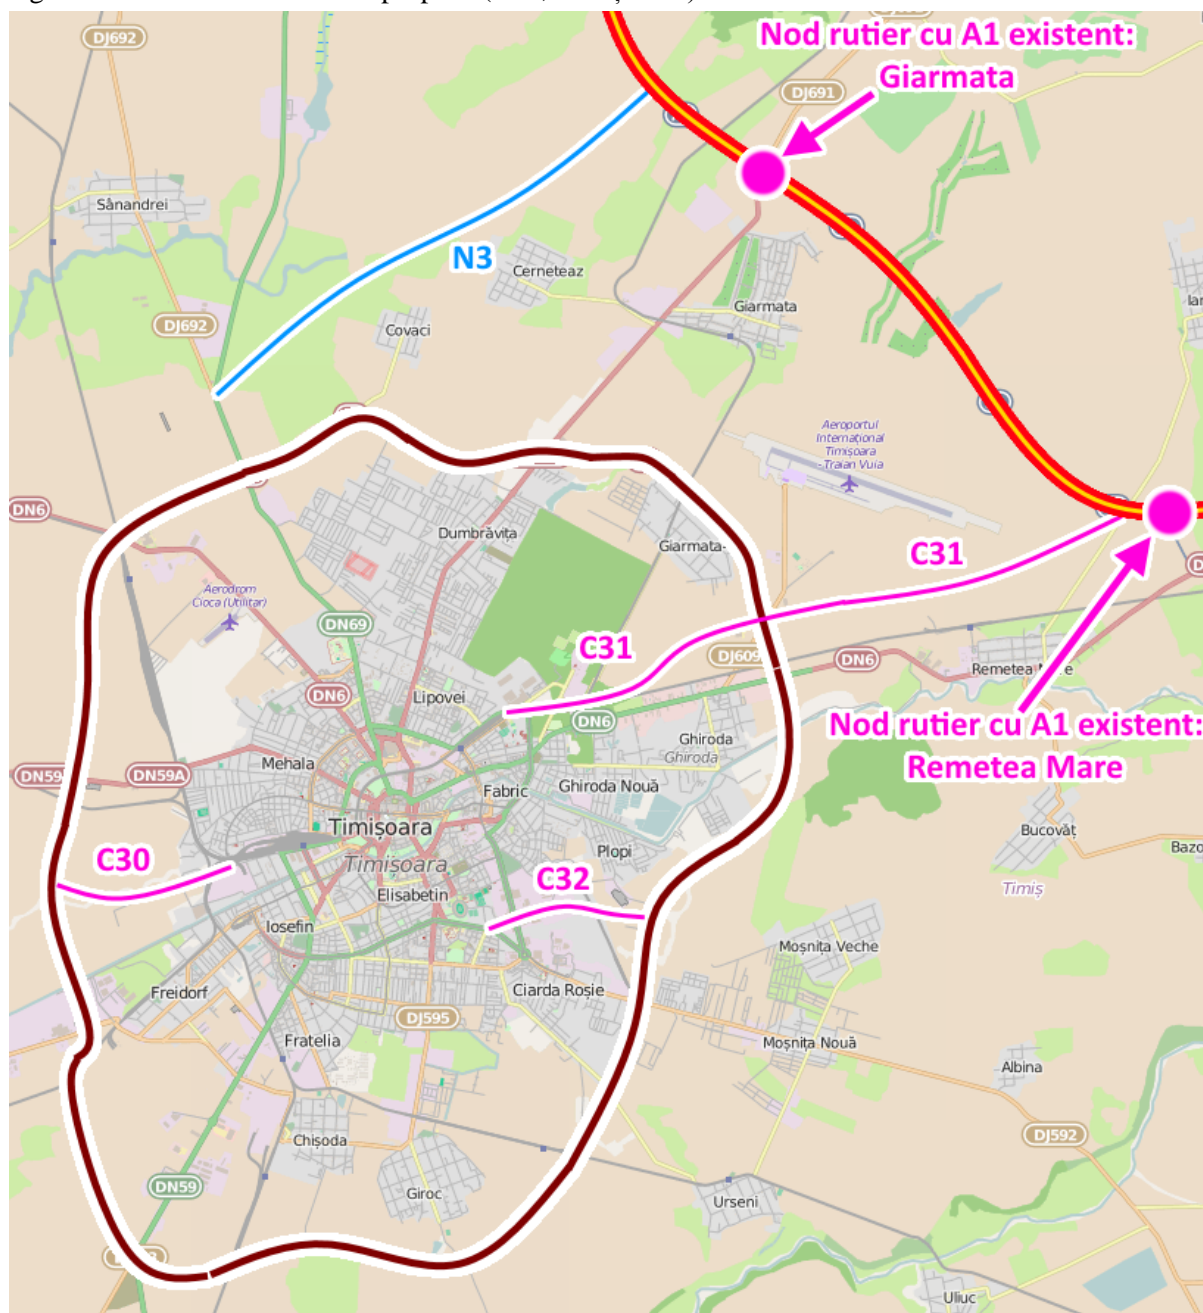 DJ692
Nod rutier cu A1 existent:
Giarmata
DJ691
Sânandrei
N3
Cerneteaz
DJ692
Covaci
Giarmata
Aeroportul
Internațional
Timișoara
-Traian Vuia
DN6
Dumbrăvița
Giarmata-
C31
Aerodrom
Cioca (Utilitar)
DN69
C31
DJ609
DN6
Remetea
DN6
Lipovei
DN6
Nod rutier cu A1 existent:
Remetea Mare
Ghiroda
Ghiroda
DN59
DN59A
Mehala
Fabric
Ghiroda Nouă
Timișoara
Timișoara
Bucovăț
Bazo
Plopi
C30
C32
Timiș
Elisabetin
Iosefin
Moșnița Veche
Freidorf
Ciarda Roșie
DJ595
Fratelia
Moșnița Nouă
Albina
Chișoda
DJ592
DN59
Giroc
Urseni
Uliuc